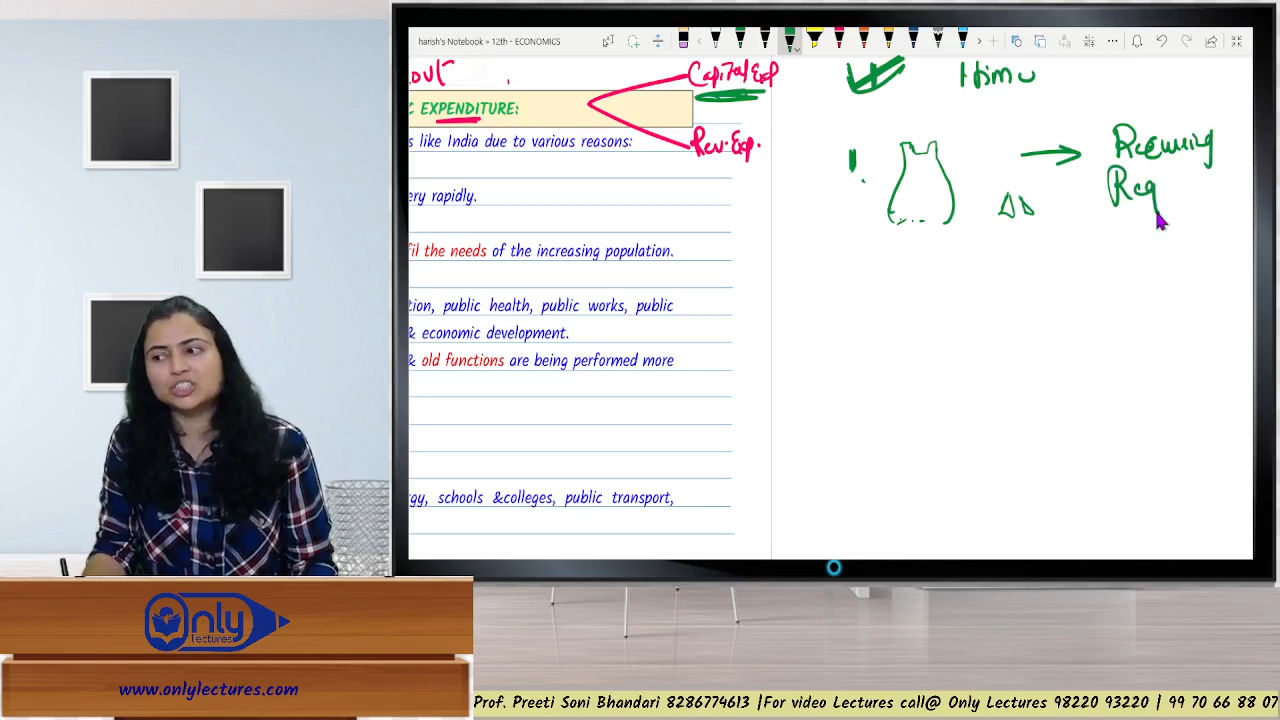 harish's Notebook » 12th - ECONOMICS
Capital Exp
C EXPENDITURE:
Rev. Exp.
s like India due to various reasons:
ery rapidly.
fil the needs of the increasing population.
tion, public health, public works, public
& economic development.
& old functions are being performed more
rgy, schools &colleges, public transport,
1.
Recurring
Req
Only
lectures
www.onlylectures.com
Prof. Preeti Soni Bhandari 8286774613 |For video Lectures call@ Only Lectures 98220 93220 | 99 70 66 88 07